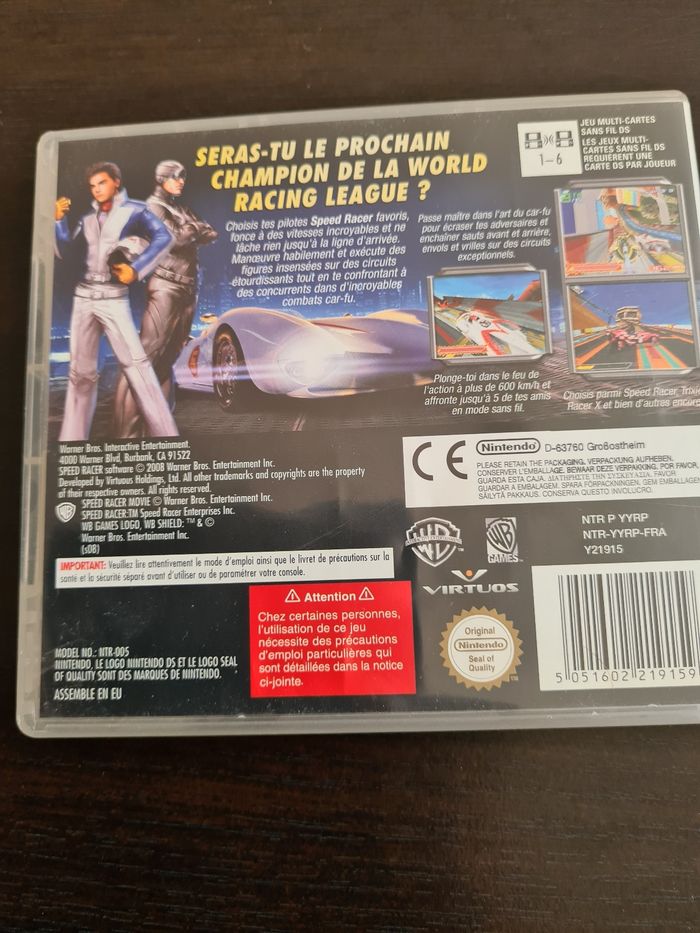 SERAS-TU LE PROCHAIN
CHAMPION DE LA WORLD
RACING LEAGUE ?
Choisis tes pilotes Speed Racer favoris,
fonce à des vitesses incroyables et ne
lâche rien jusqu'à la ligne d'arrivée.
Manœuvre habilement et exécute des
figures insensées sur des circuits
étourdissants tout en te confrontant à
des concurrents dans d'incroyables
combats car-fu.
Passe maître dans l'art du car-fu
pour écraser tes adversaires et
enchaîner sauts avant et arrière,
envols et vrilles sur des circuits
exceptionnels.
1-6
JEU MULTI-CARTES
SANS FIL DS
LES JEUX MULTI-
CARTES SANS FIL DS
REQUIÈRENT UNE
CARTE DS PAR JOUEUR
Plonge-toi dans le feu de
l'action à plus de 600 km/h et
affronte jusqu'à 5 de tes amis
en mode sans fil.
Choisis parmi Speed Racer,
Racer X et bien d'autres
Warner Bros. Interactive Entertainment.
4000 Warner Blvd, Burbank, CA 91522
SPEED RACER software © 2008 Warner Bros. Entertainment Inc.
Developed by Virtuous Holdings, Ltd. All other trademarks and copyrights are the property
of their respective owners. All rights reserved.
SPEED RACER MOVIE © Warner Bros. Entertainment Inc.
SPEED RACER:TM Speed Racer Enterprises Inc.
WB GAMES LOGO, WB SHIELD: ™ & ©
Warner Bros. Entertainment Inc.
(s08)
IMPORTANT: Veuillez lire attentivement le mode d'emploi ainsi que le livret de précautions sur la
santé et la sécurité séparé avant d'utiliser ou de paramétrer votre console.
⚠ Attention ⚠
Chez certaines personnes,
l'utilisation de ce jeu
nécessite des précautions
d'emploi particulières qui
sont détaillées dans la notice
ci-jointe.
MODEL NO.: NTR-005
NINTENDO, LE LOGO NINTENDO DS ET LE LOGO SEAL
OF QUALITY SONT DES MARQUES DE NINTENDO.
ASSEMBLE EN EU
CE
Nintendo D-63760 Großostheim
PLEASE RETAIN THE PACKAGING. VERPACKUNG AUFHEBEN.
CONSERVER L'EMBALLAGE. BEWAAR DEZE VERPAKKING, POR FAVOR
GUARDA ESTA CAJA. ΔΙΑΤΗΡΗΣΤΕ ΤΗΝ ΣΥΣΚΕΥΑΣΙΑ. FAVOR
GUARDAR A EMBALAGEM. SPARA FÖRPACKNINGEN. GEM EMBALLAGEN
SÄILYTÄ PAKKAUS. CONSERVA QUESTO INVOLUCRO.
WB
WB
GAMES
NTR P YYRP
NTR-YYRP-FRA
Y21915
VIRTUOS
Original
Nintendo
Seal of
Quality
5 051602 219159